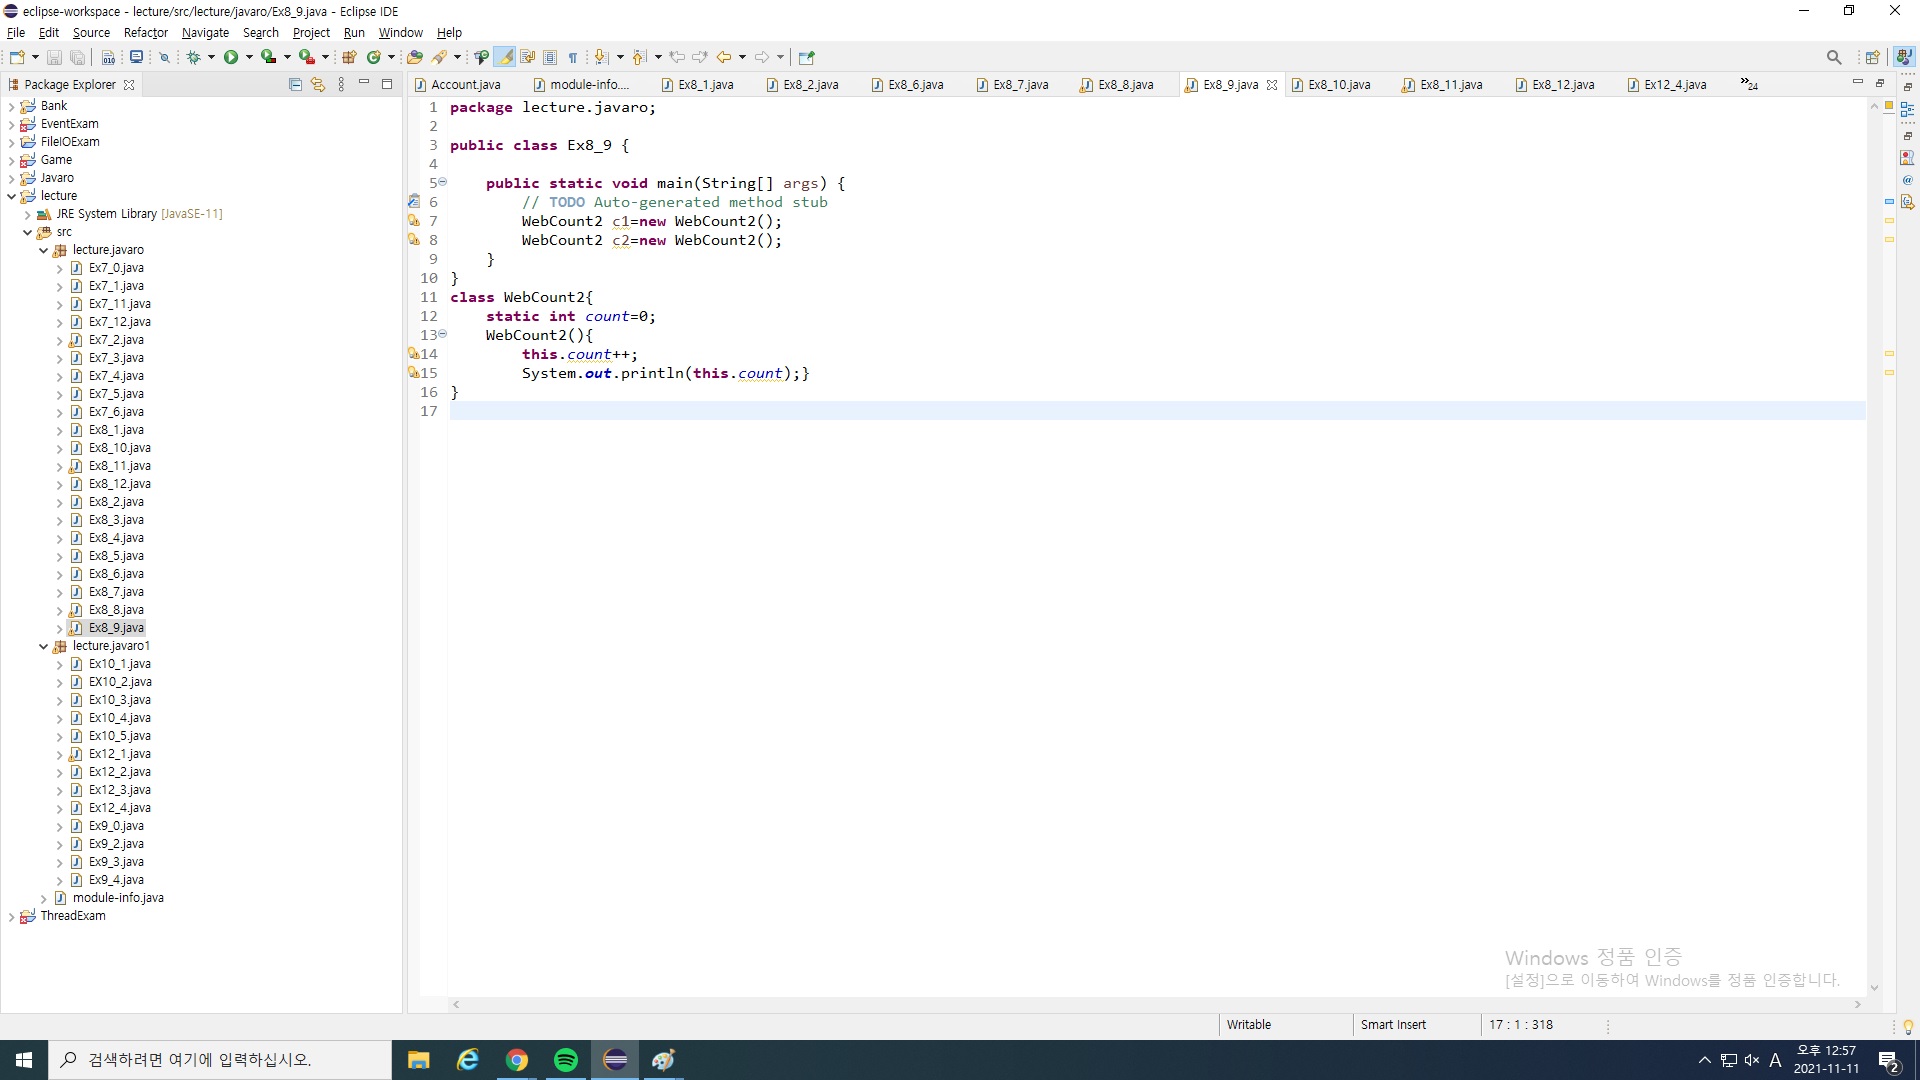 eclipse-workspace - lecture/src/lecture/javaro/Ex8_9.java - Eclipse IDE
File Edit Source Refactor Navigate Search Project Run Window Help
Package Explorer
Account.java module-info.... Ex8_1.java Ex8_2.java Ex8_6.java Ex8_7.java Ex8_8.java Ex8_9.java Ex8_10.java Ex8_11.java Ex8_12.java Ex12_4.java »24
Bank
EventExam
FileIOExam
Game
Javaro
lecture
JRE System Library [JavaSE-11]
src
lecture.javaro
Ex7_0.java
Ex7_1.java
Ex7_11.java
Ex7_12.java
Ex7_2.java
Ex7_3.java
Ex7_4.java
Ex7_5.java
Ex7_6.java
Ex8_1.java
Ex8_10.java
Ex8_11.java
Ex8_12.java
Ex8_2.java
Ex8_3.java
Ex8_4.java
Ex8_5.java
Ex8_6.java
Ex8_7.java
Ex8_8.java
Ex8_9.java
lecture.javaro1
Ex10_1.java
EX10_2.java
Ex10_3.java
Ex10_4.java
Ex10_5.java
Ex12_1.java
Ex12_2.java
Ex12_3.java
Ex12_4.java
Ex9_0.java
Ex9_2.java
Ex9_3.java
Ex9_4.java
module-info.java
ThreadExam
1 package lecture.javaro;
2
3 public class Ex8_9 {
4
5 public static void main(String[] args) {
6 // TODO Auto-generated method stub
7 WebCount2 c1=new WebCount2();
8 WebCount2 c2=new WebCount2();
9 }
10 }
11 class WebCount2{
12 static int count=0;
13 WebCount2(){
14 this.count++;
15 System.out.println(this.count);}
16 }
17
Windows 정품 인증
[설정]으로 이동하여 Windows를 정품 인증합니다.
Writable Smart Insert 17 : 1 : 318
검색하려면 여기에 입력하십시오.
A 오후 12:57
2021-11-11
2